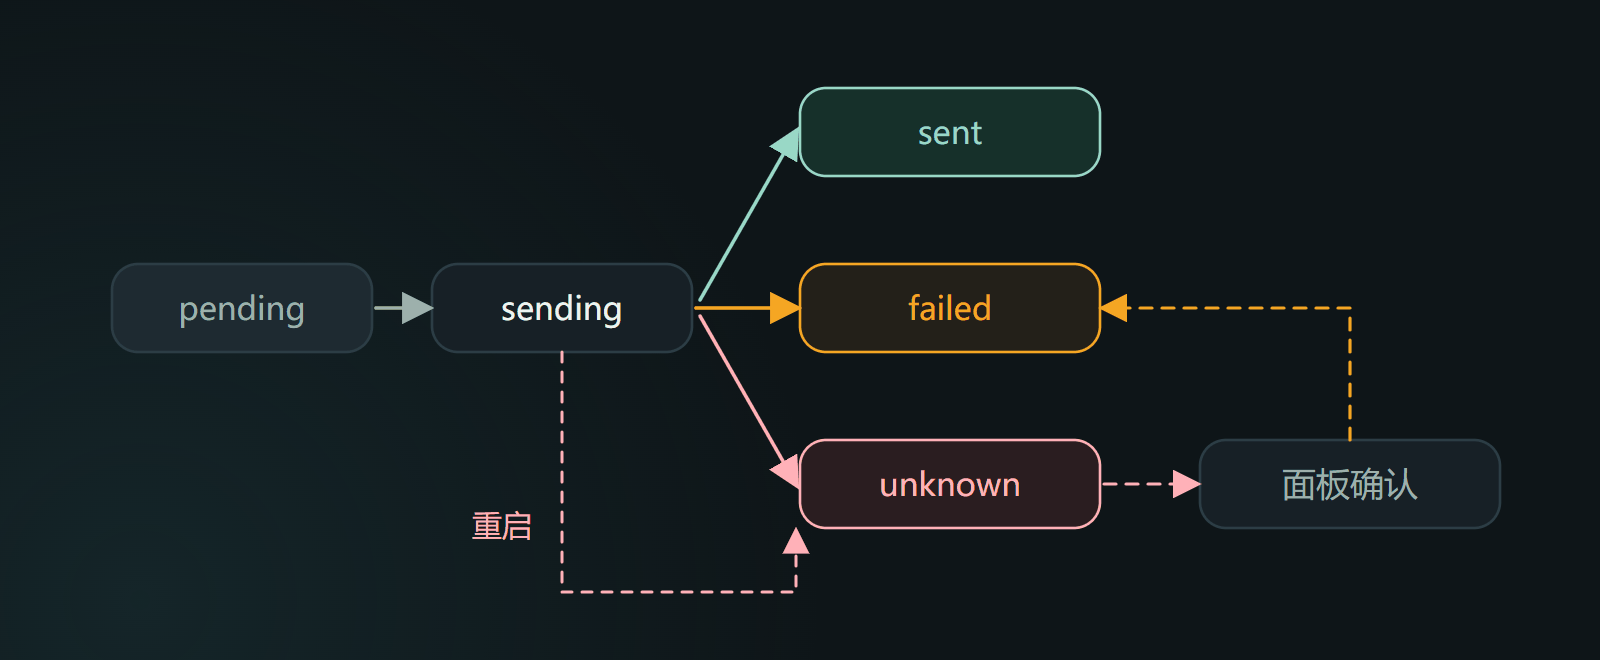 sent
pending
sending
failed
unknown
面板确认
重启